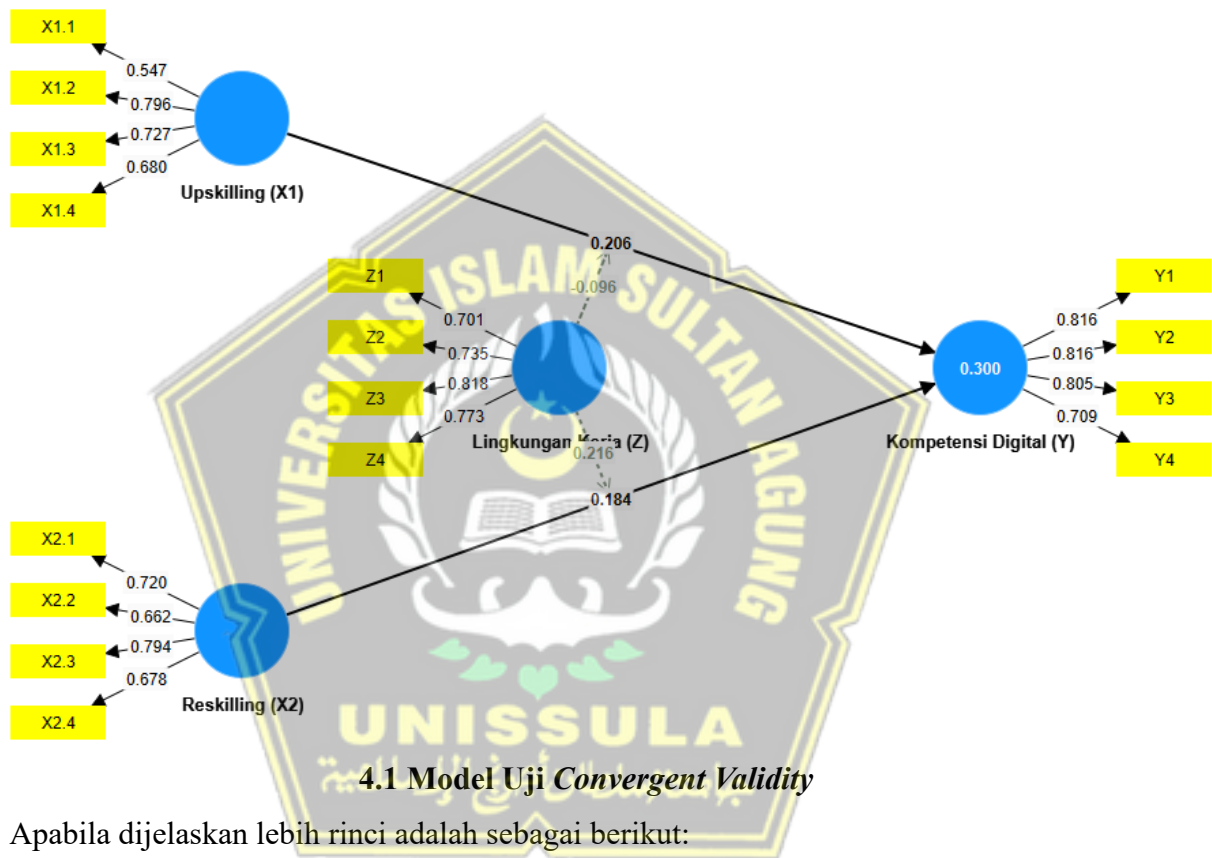 X1.1
0.547
X1.2
0.796
X1.3
0.727
X1.4
0.680
Upskilling (X1)
0.206
-0.096
Z1
0.701
Z2
0.735
Z3
0.818
Z4
0.773
Lingkungan Kerja (Z)
0.216
0.184
Y1
0.816
Y2
0.816
Y3
0.805
Y4
0.709
0.300
Kompetensi Digital (Y)
X2.1
0.720
X2.2
0.662
X2.3
0.794
X2.4
0.678
Reskilling (X2)
UNIVERSITAS ISLAM SULTAN AGUNG
UNISSULA
جامعة السلطان أجونج الإسلامية
4.1 Model Uji Convergent Validity
Apabila dijelaskan lebih rinci adalah sebagai berikut: